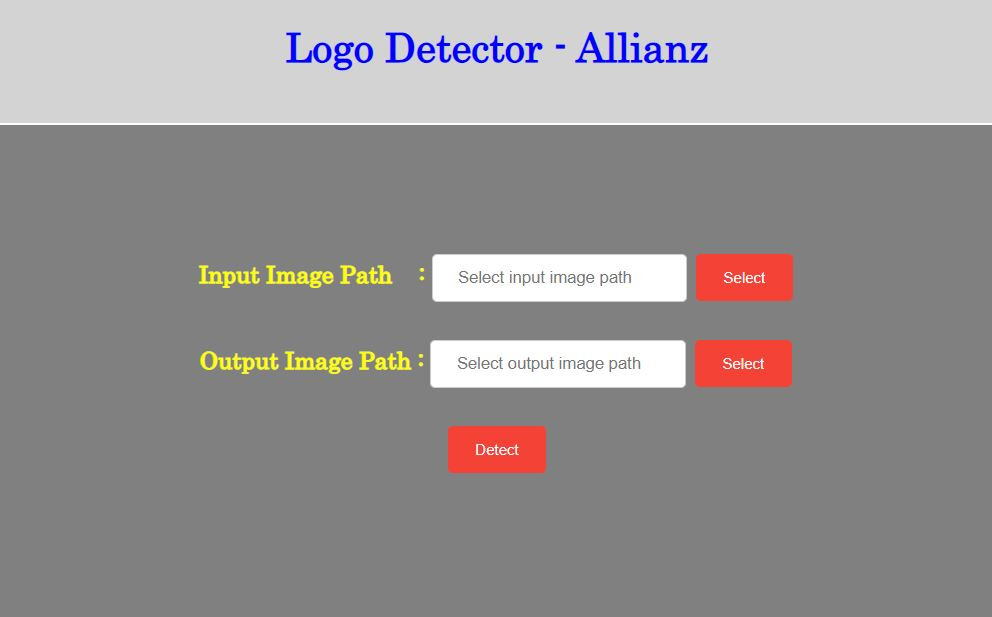 Logo Detector - Allianz
Input Image Path : Select input image path Select
Output Image Path : Select output image path Select
Detect